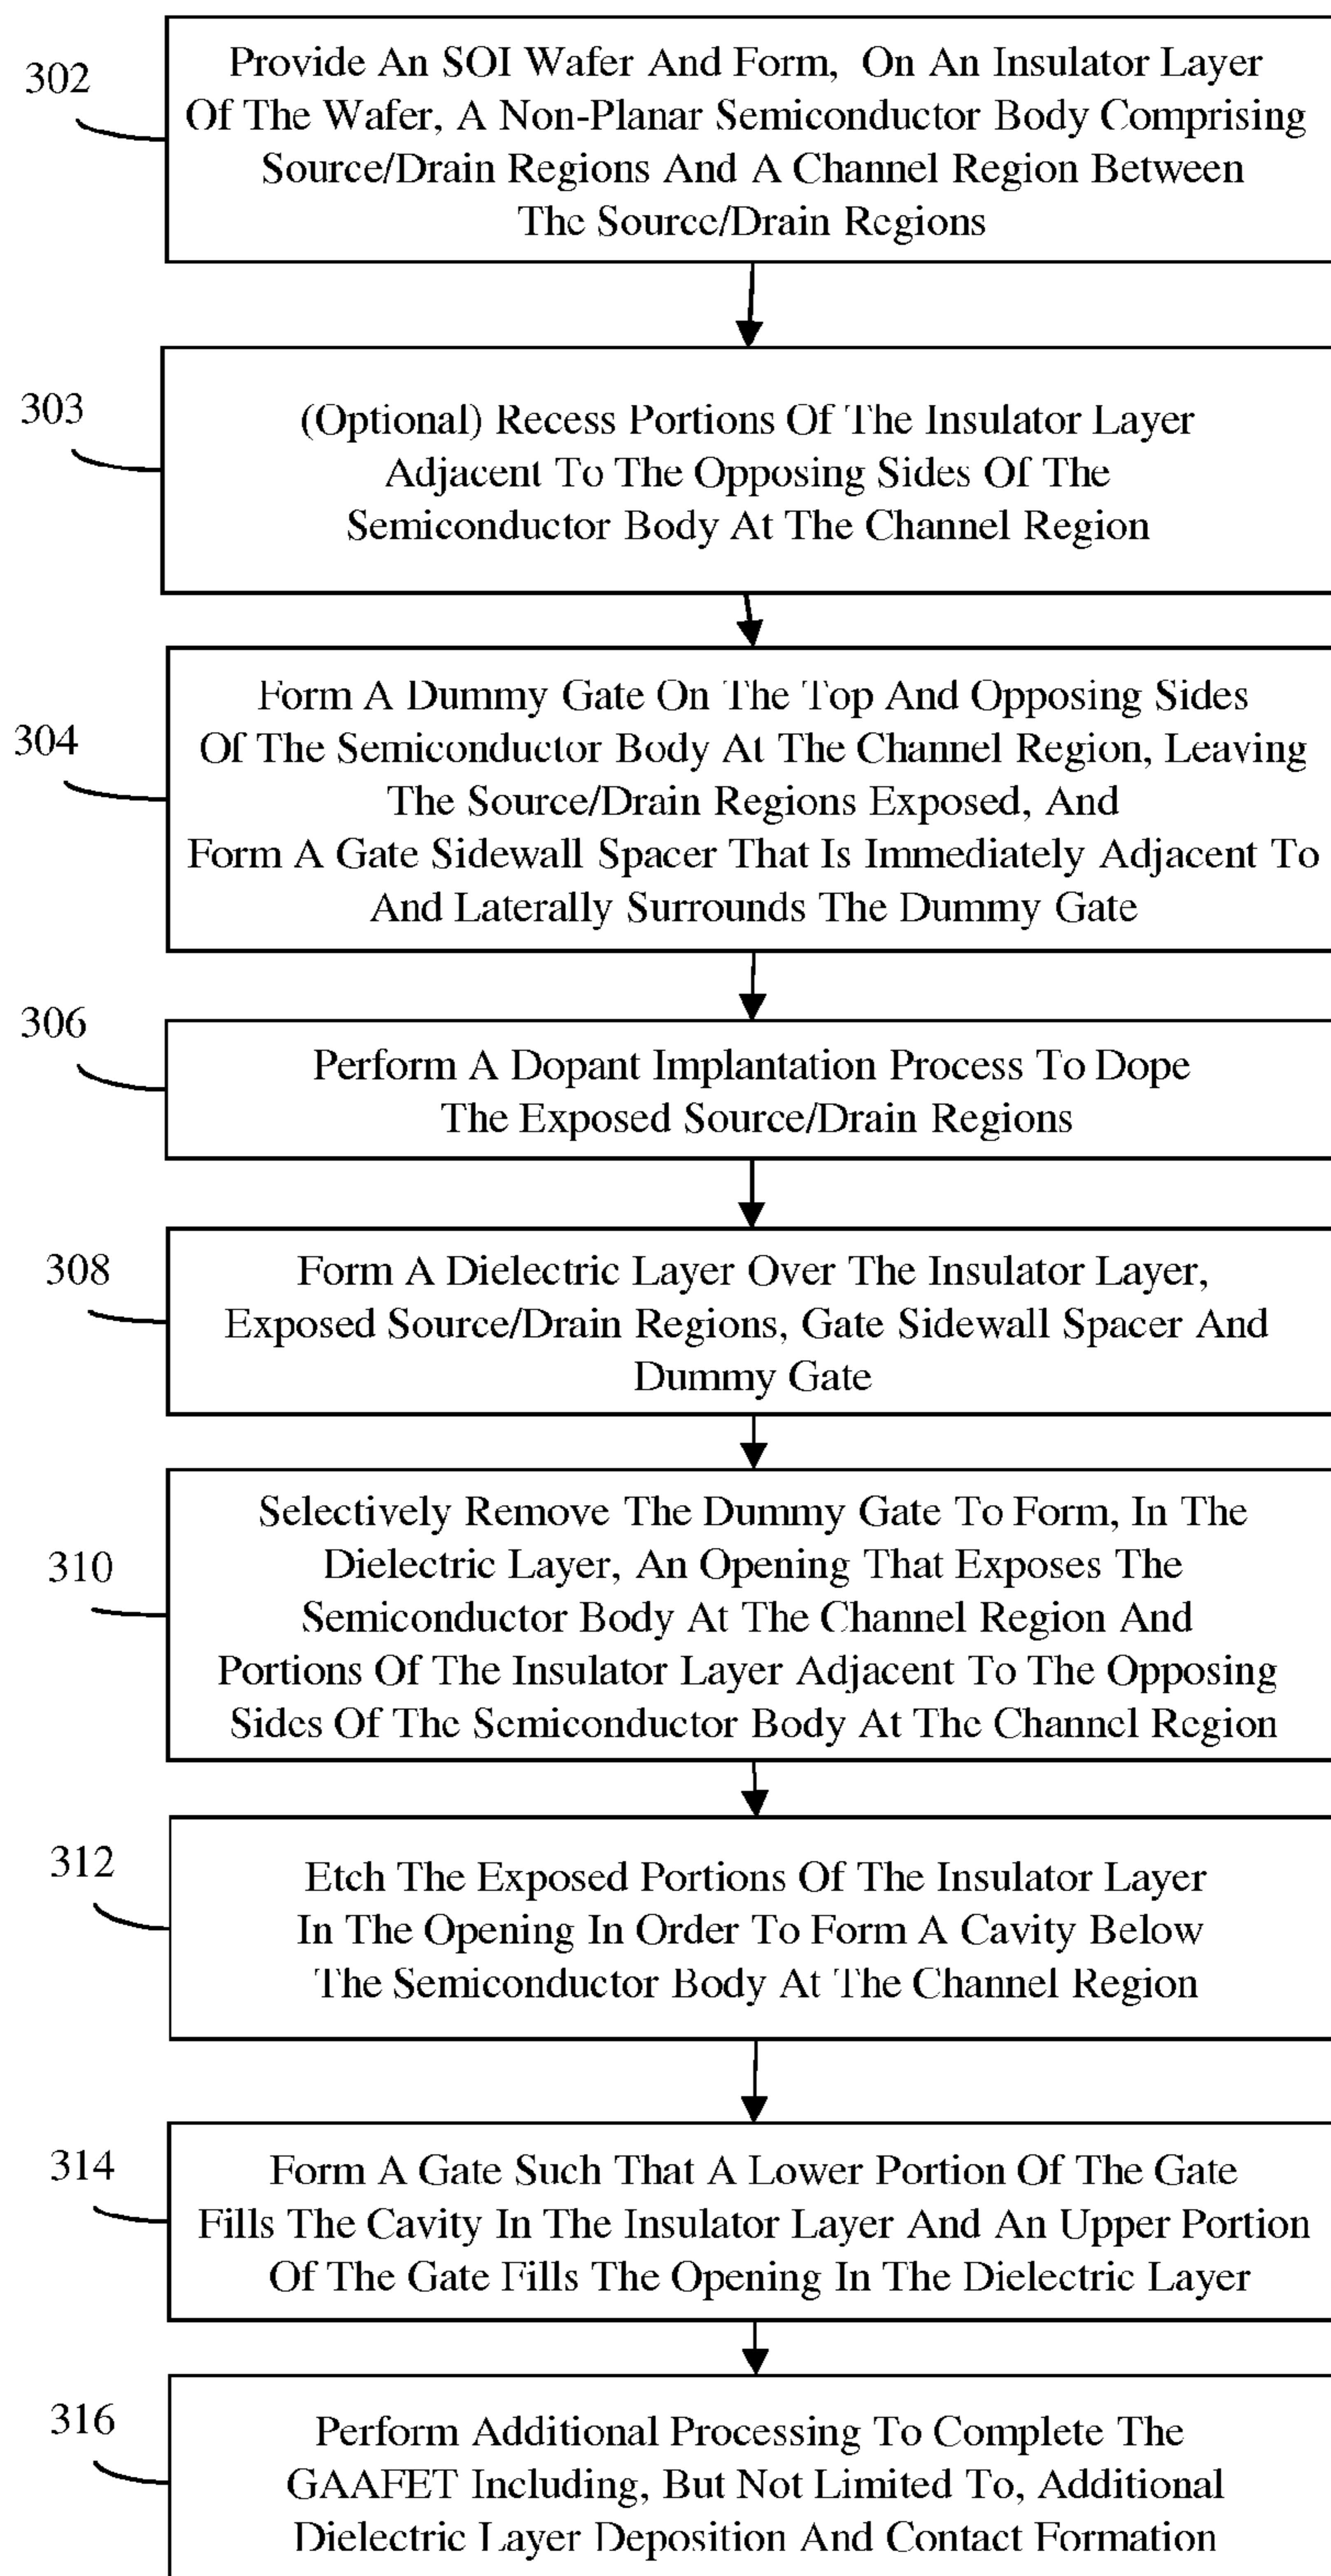 302
Provide An SOI Wafer And Form, On An Insulator Layer
Of The Wafer, A Non-Planar Semiconductor Body Comprising
Source/Drain Regions And A Channel Region Between
The Source/Drain Regions
303
(Optional) Recess Portions Of The Insulator Layer
Adjacent To The Opposing Sides Of The
Semiconductor Body At The Channel Region
304
Form A Dummy Gate On The Top And Opposing Sides
Of The Semiconductor Body At The Channel Region, Leaving
The Source/Drain Regions Exposed, And
Form A Gate Sidewall Spacer That Is Immediately Adjacent To
And Laterally Surrounds The Dummy Gate
306
Perform A Dopant Implantation Process To Dope
The Exposed Source/Drain Regions
308
Form A Dielectric Layer Over The Insulator Layer,
Exposed Source/Drain Regions, Gate Sidewall Spacer And
Dummy Gate
310
Selectively Remove The Dummy Gate To Form, In The
Dielectric Layer, An Opening That Exposes The
Semiconductor Body At The Channel Region And
Portions Of The Insulator Layer Adjacent To The Opposing
Sides Of The Semiconductor Body At The Channel Region
312
Etch The Exposed Portions Of The Insulator Layer
In The Opening In Order To Form A Cavity Below
The Semiconductor Body At The Channel Region
314
Form A Gate Such That A Lower Portion Of The Gate
Fills The Cavity In The Insulator Layer And An Upper Portion
Of The Gate Fills The Opening In The Dielectric Layer
316
Perform Additional Processing To Complete The
GAAFET Including, But Not Limited To, Additional
Dielectric Layer Deposition And Contact Formation